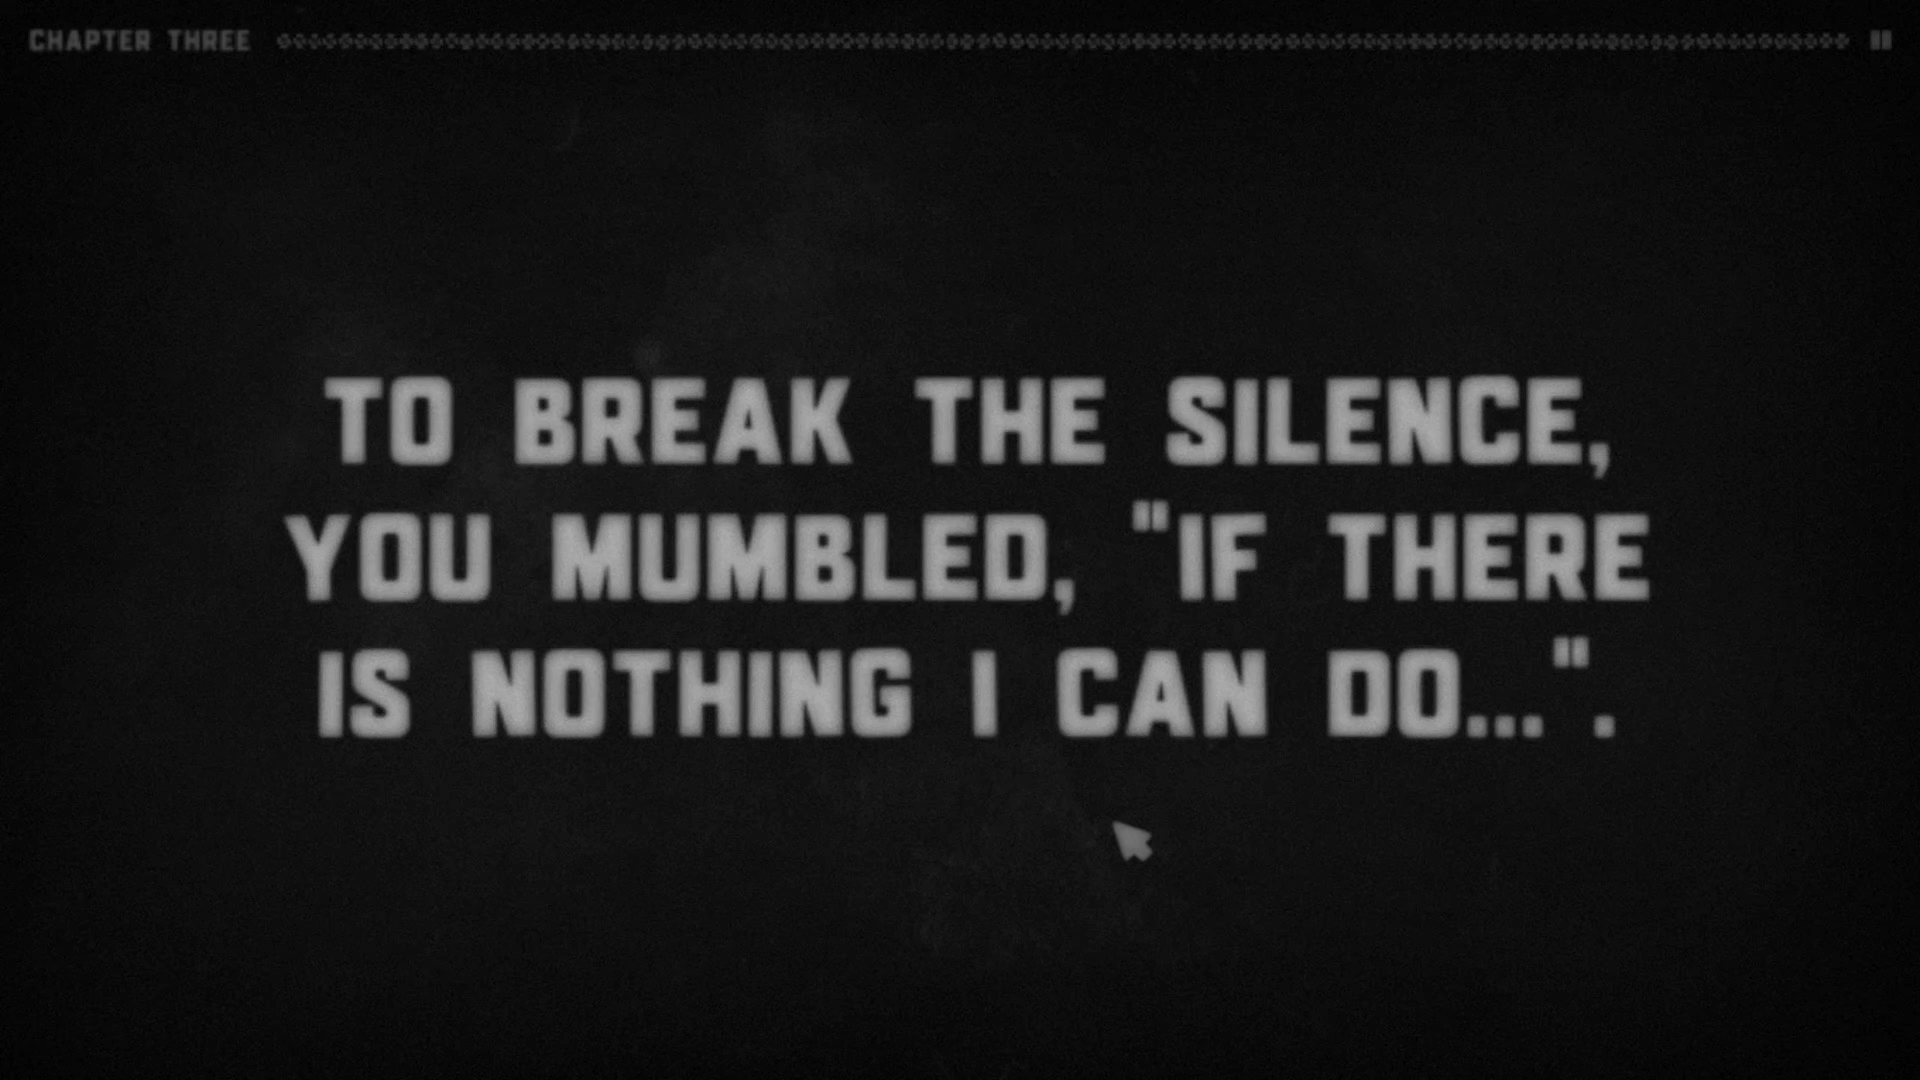 CHAPTER THREE
TO BREAK THE SILENCE,
YOU MUMBLED, "IF THERE
IS NOTHING I CAN DO...".